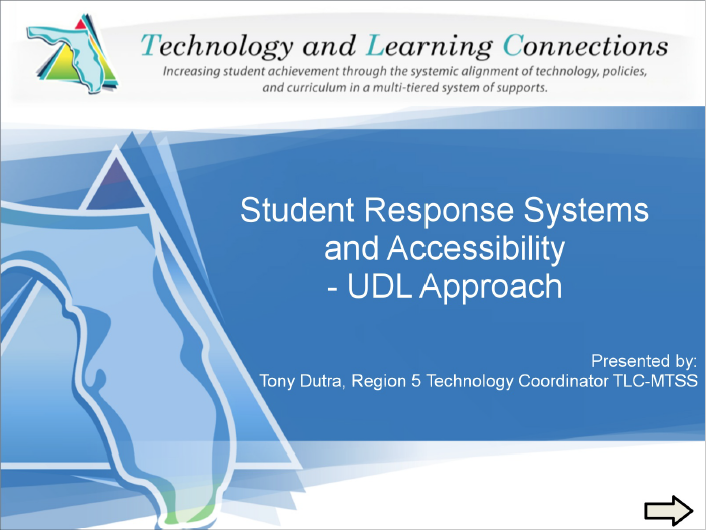 Technology and Learning Connections
Increasing student achievement through the systemic alignment of technology, policies,
and curriculum in a multi-tiered system of supports.
Student Response Systems
and Accessibility
- UDL Approach
Presented by:
Tony Dutra, Region 5 Technology Coordinator TLC-MTSS